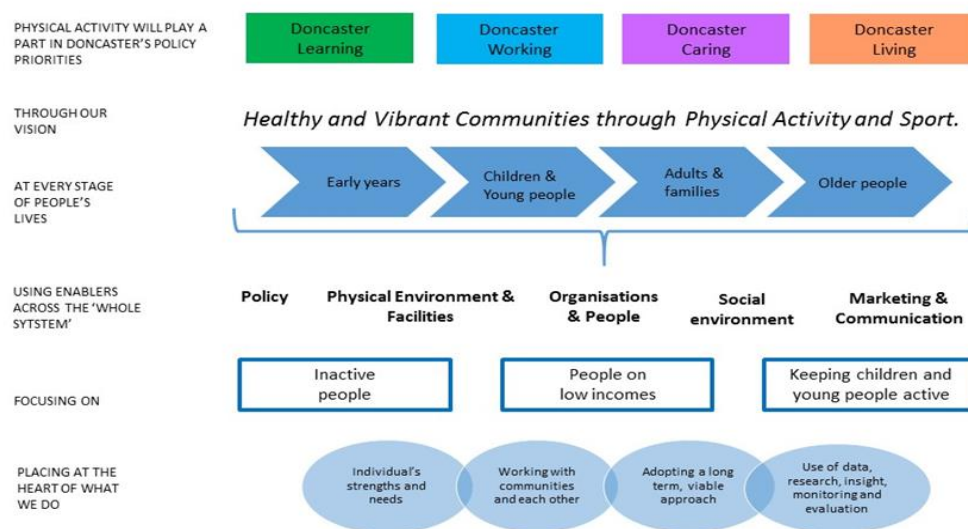 PHYSICAL ACTIVITY WILL PLAY A
PART IN DONCASTER'S POLICY
PRIORITIES
Doncaster
Learning
Doncaster
Working
Doncaster
Caring
Doncaster
Living
THROUGH OUR
VISION
Healthy and Vibrant Communities through Physical Activity and Sport.
AT EVERY STAGE
OF PEOPLE'S
LIVES
Early years
Children &
Young people
Adults &
families
Older people
USING ENABLERS
ACROSS THE 'WHOLE
SYTSTEM'
Policy
Physical Environment &
Facilities
Organisations
& People
Social
environment
Marketing &
Communication
FOCUSING ON
Inactive
people
People on
low incomes
Keeping children and
young people active
PLACING AT THE
HEART OF WHAT
WE DO
Individual's
strengths and
needs
Working with
communities
and each other
Adopting a long
term, viable
approach
Use of data,
research, insight,
monitoring and
evaluation